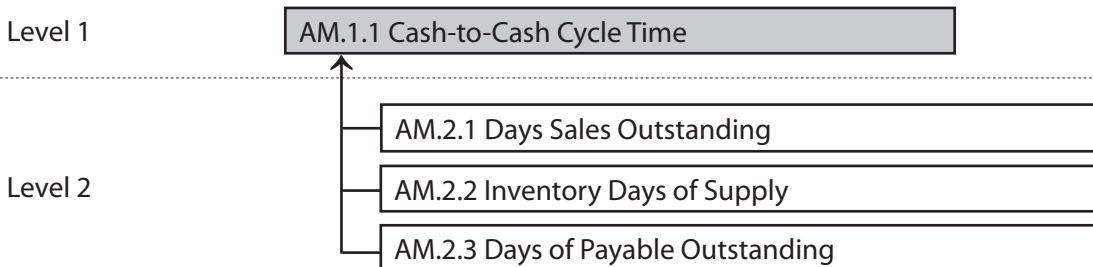 Level 1
AM.1.1 Cash-to-Cash Cycle Time
AM.2.1 Days Sales Outstanding
Level 2
AM.2.2 Inventory Days of Supply
AM.2.3 Days of Payable Outstanding